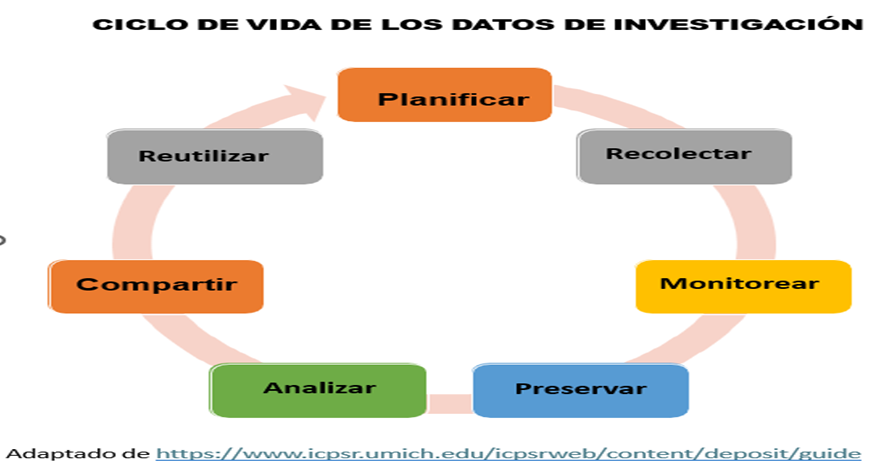 CICLO DE VIDA DE LOS DATOS DE INVESTIGACIÓN
Planificar
Recolectar
Monitorear
Preservar
Analizar
Compartir
Reutilizar
Adaptado de https://www.icpsr.umich.edu/icpsrweb/content/deposit/guide